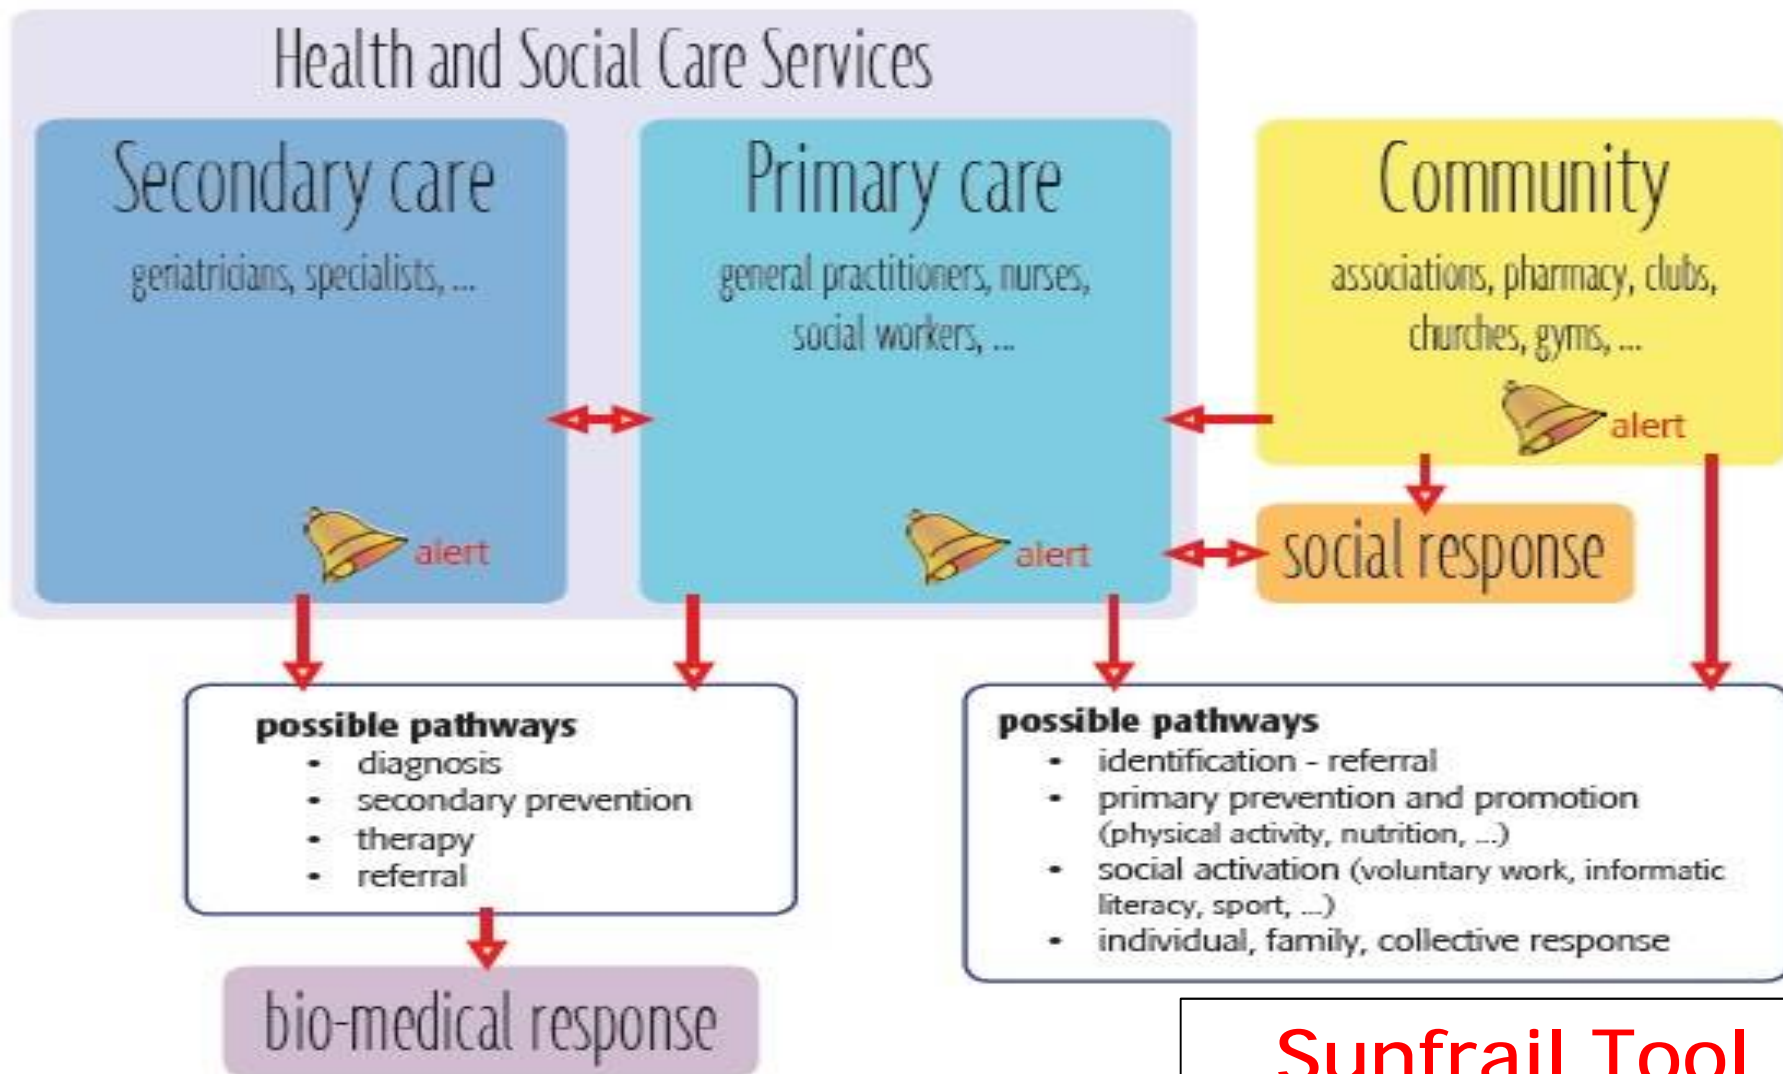 Health and Social Care Services
Secondary care
geriatricians, specialists, ...
alert
Primary care
general practitioners, nurses,
social workers, ...
alert
Community
associations, pharmacy, clubs,
churches, gyms, ...
alert
social response
possible pathways
• diagnosis
• secondary prevention
• therapy
• referral
bio-medical response
possible pathways
• identification - referral
• primary prevention and promotion
(physical activity, nutrition, ...)
• social activation (voluntary work, informatic
literacy, sport, ...)
• individual, family, collective response
Sunfrail Tool